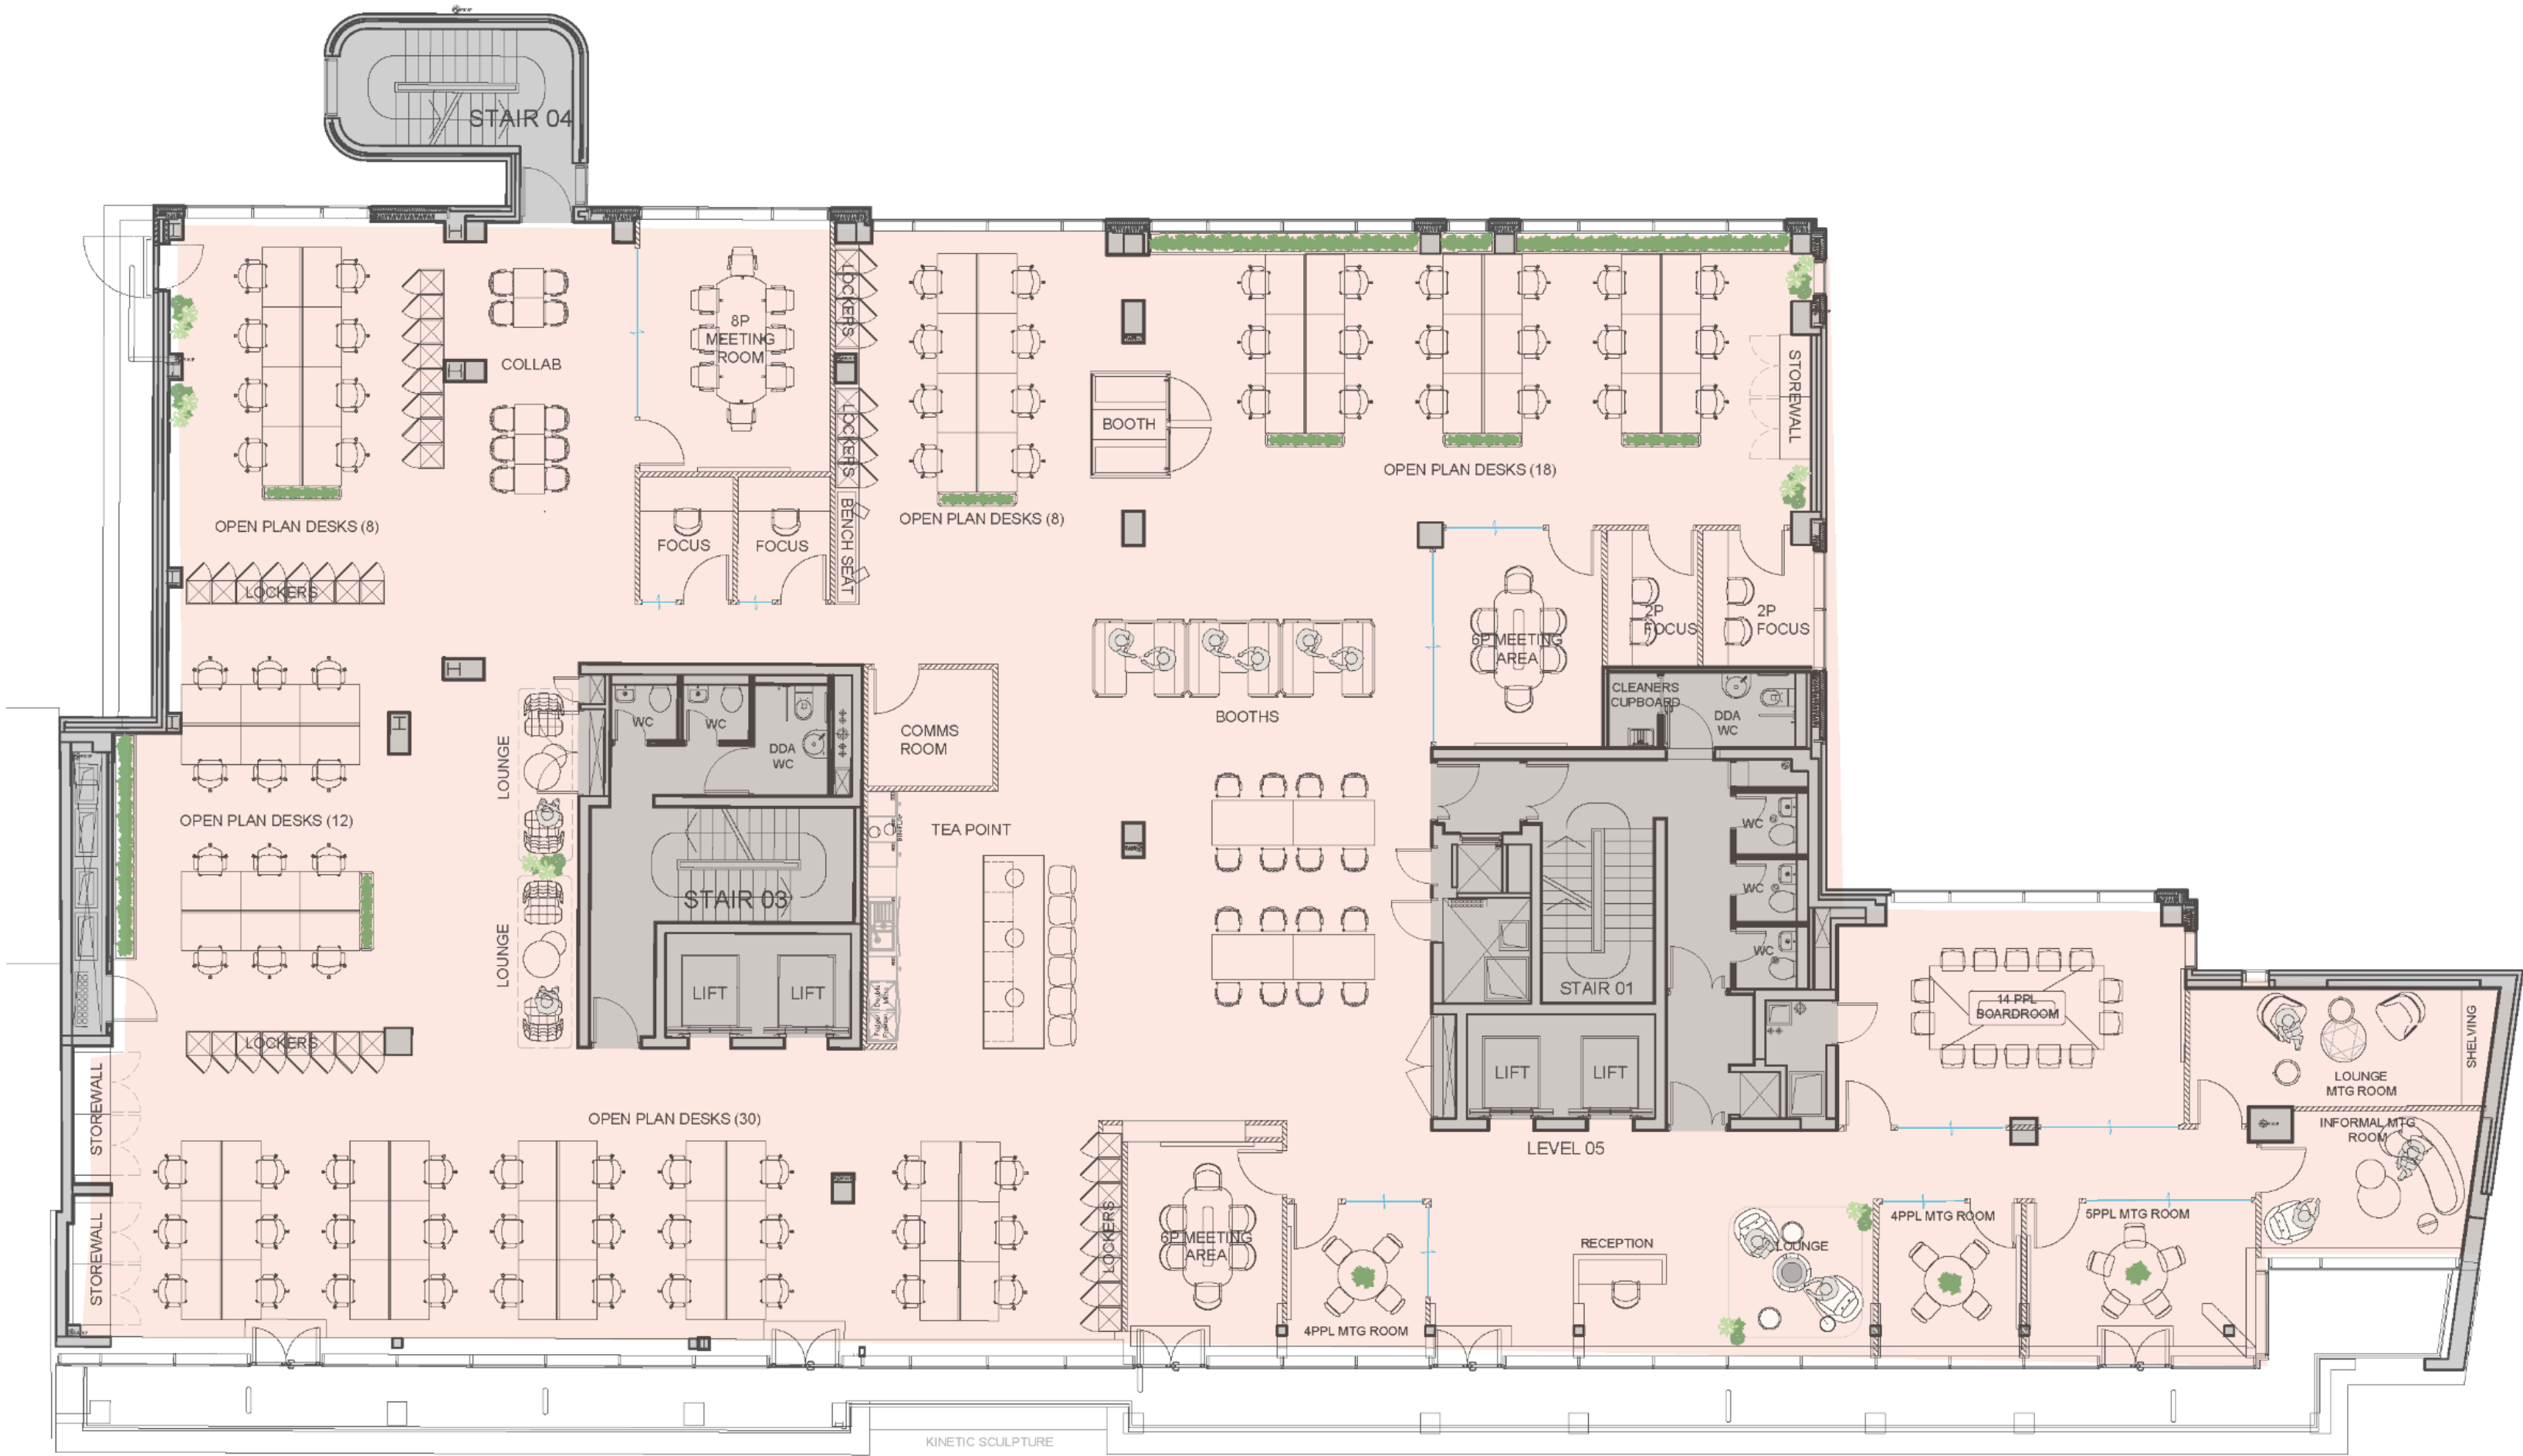 STAIR 04
LOCKERS
8P
MEETING
ROOM
COLLAB
LOCKERS
BOOTH
STOREWALL
OPEN PLAN DESKS (18)
OPEN PLAN DESKS (8)
OPEN PLAN DESKS (8)
FOCUS
FOCUS
BENCH SEAT
LOCKERS
2P
FOCUS
2P
FOCUS
6P MEETING
AREA
CLEANERS
CUPBOARD
DDA
WC
BOOTHS
WC
WC
DDA
WC
COMMS
ROOM
LOUNGE
OPEN PLAN DESKS (12)
TEA POINT
WC
WC
WC
STAIR 03
LOUNGE
LIFT
LIFT
STAIR 01
14 PPL
BOARDROOM
LOCKERS
SHELVING
LIFT
LIFT
LOUNGE
MTG ROOM
STOREWALL
OPEN PLAN DESKS (30)
LEVEL 05
INFORMAL MTG
ROOM
STOREWALL
LOCKERS
6P MEETING
AREA
4PPL MTG ROOM
RECEPTION
LOUNGE
4PPL MTG ROOM
5PPL MTG ROOM
KINETIC SCULPTURE